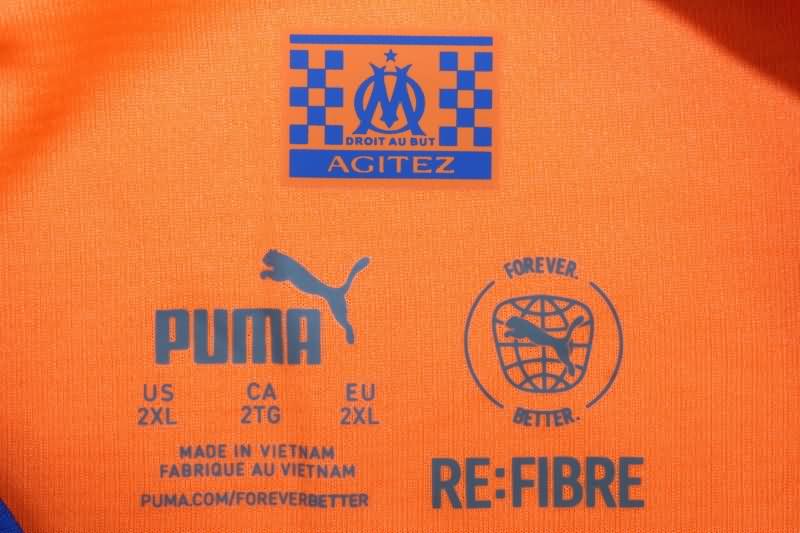 DROIT AU BUT
AGITEZ
PUMA
US CA EU
2XL 2TG 2XL
MADE IN VIETNAM
FABRIQUE AU VIETNAM
PUMA.COM/FOREVERBETTER
FOREVER.
BETTER.
RE:FIBRE